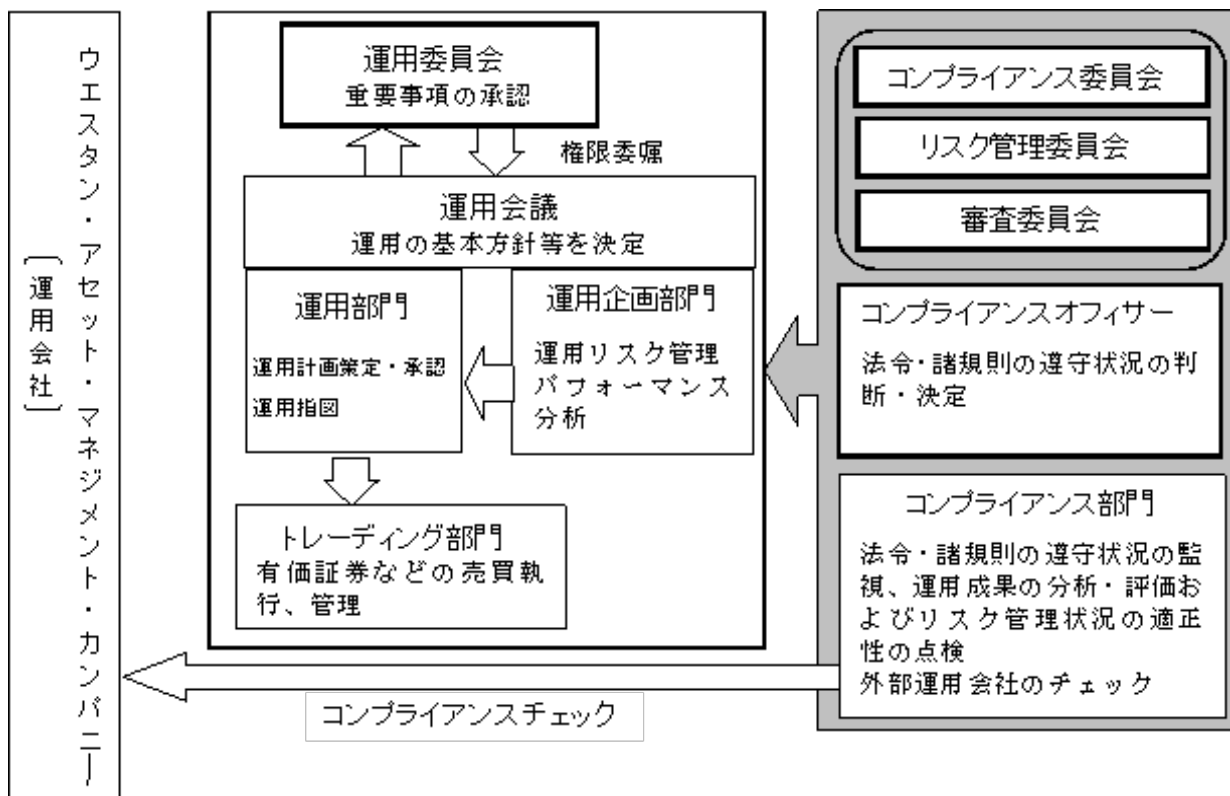 ウエスタン・アセット・マネジメント・カンパニー
〔運用会社〕
運用委員会
重要事項の承認
権限委嘱
運用会議
運用の基本方針等を決定
運用部門
運用計画策定・承認
運用指図
運用企画部門
運用リスク管理
パフォーマンス
分析
トレーディング部門
有価証券などの売買執
行、管理
コンプライアンス委員会
リスク管理委員会
審査委員会
コンプライアンスオフィサー
法令・諸規則の遵守状況の判
断・決定
コンプライアンス部門
法令・諸規則の遵守状況の監
視、運用成果の分析・評価お
よびリスク管理状況の適正
性の点検
外部運用会社のチェック
コンプライアンスチェック